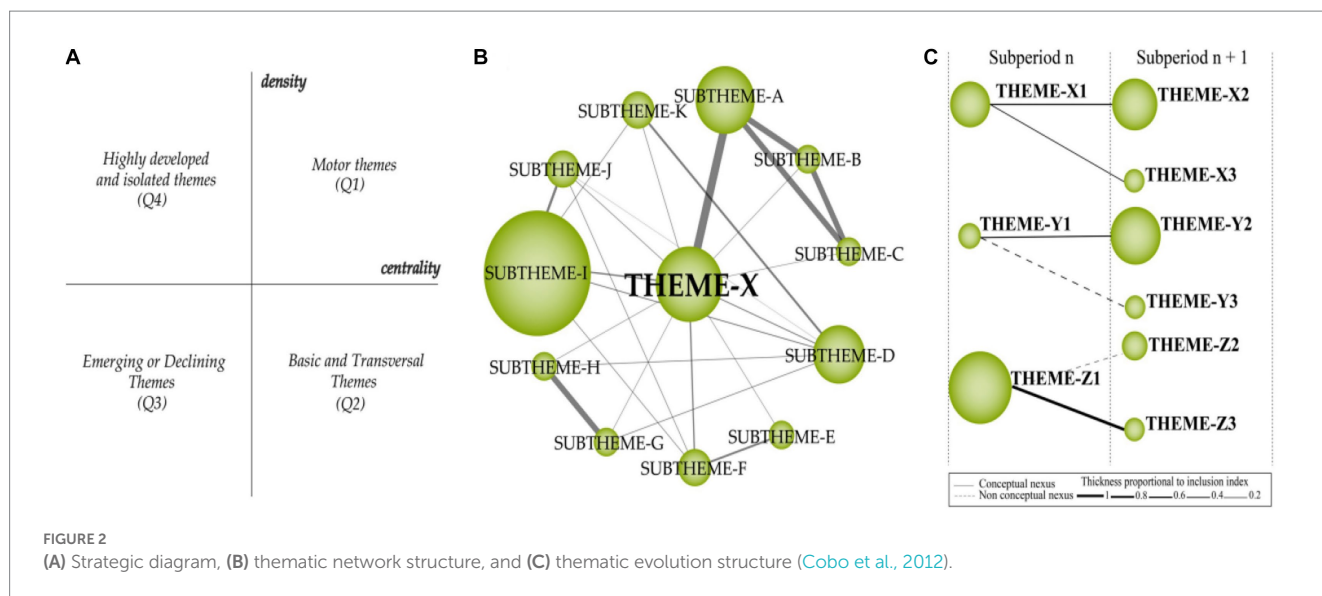 A
density
Highly developed
and isolated themes
(Q4)
Motor themes
(Q1)
centrality
Emerging or Declining
Themes
(Q3)
Basic and Transversal
Themes
(Q2)
B
SUBTHEME-A
SUBTHEME-K
SUBTHEME-B
SUBTHEME-J
SUBTHEME-C
SUBTHEME-I
THEME-X
SUBTHEME-D
SUBTHEME-H
SUBTHEME-E
SUBTHEME-G
SUBTHEME-F
C
Subperiod n
Subperiod n + 1
THEME-X1
THEME-X2
THEME-X3
THEME-Y1
THEME-Y2
THEME-Y3
THEME-Z2
THEME-Z1
THEME-Z3
Conceptual nexus
Non conceptual nexus
Thickness proportional to inclusion index
1 0.8 0.6 0.4 0.2
FIGURE 2
(A) Strategic diagram, (B) thematic network structure, and (C) thematic evolution structure (Cobo et al., 2012).